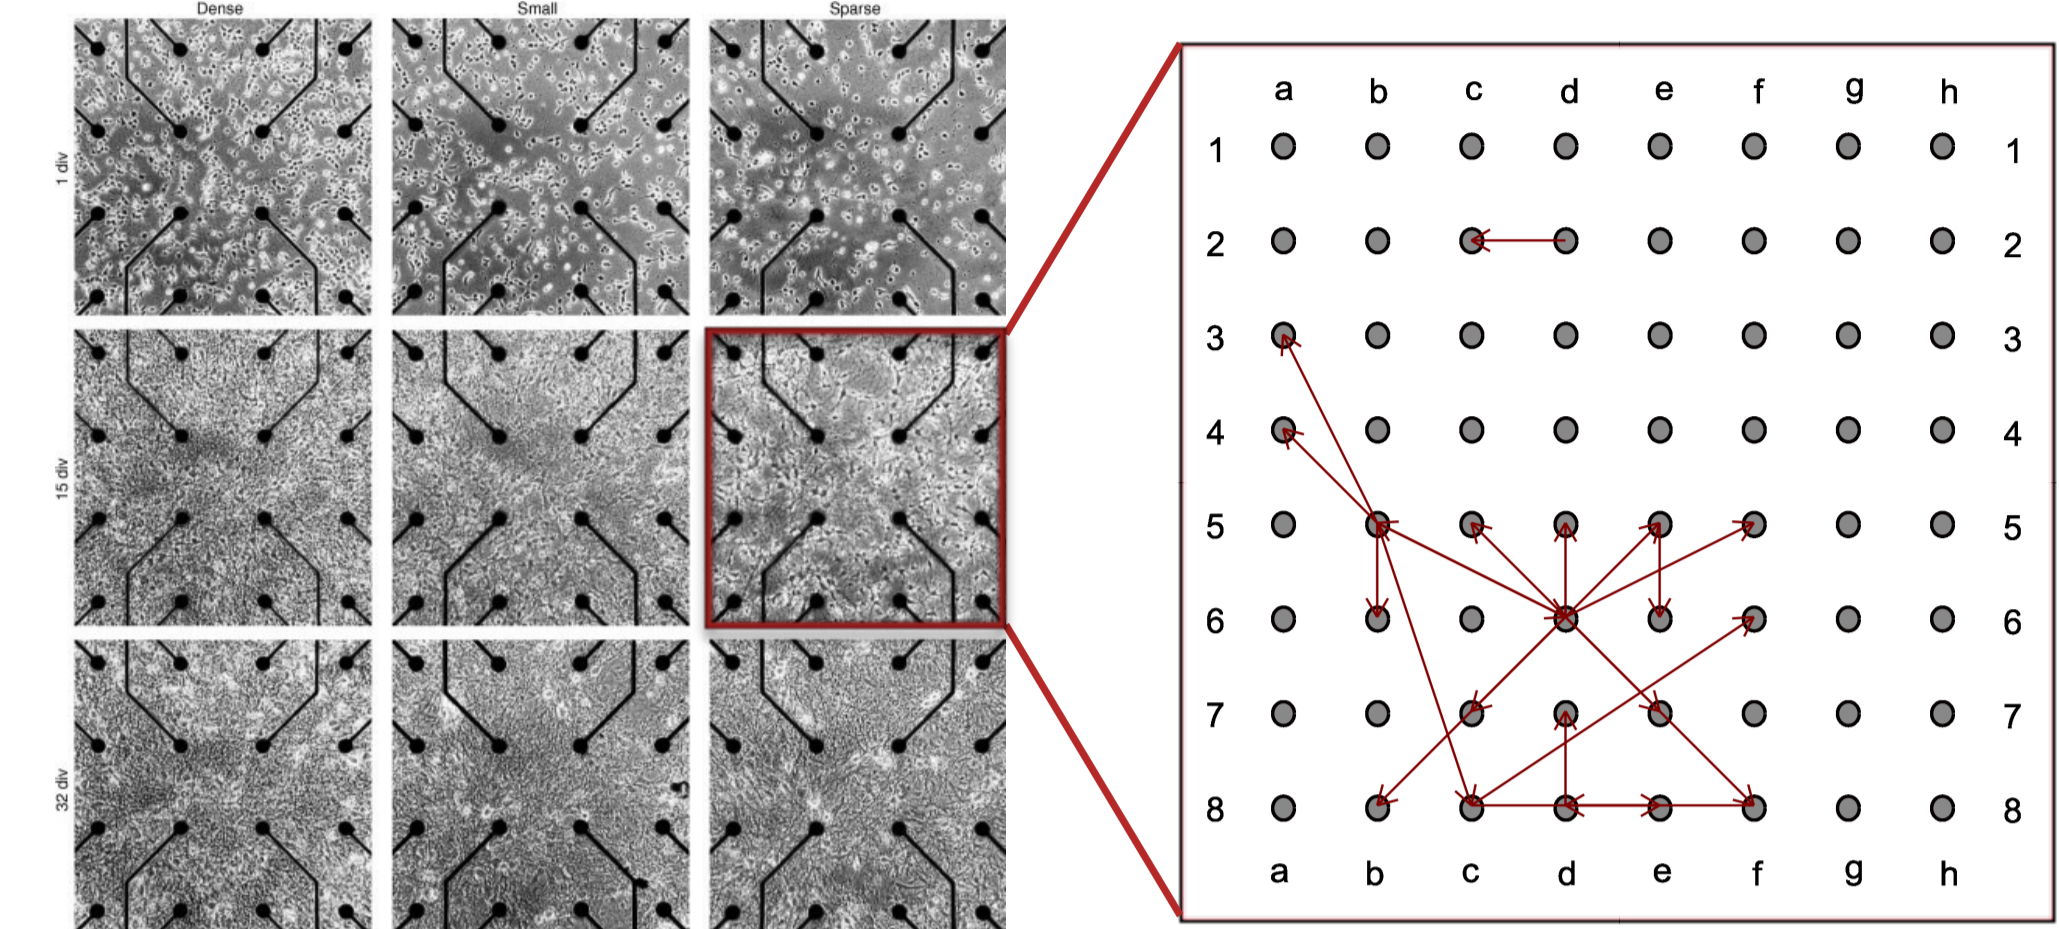 Dense Small Sparse
1 div
15 div
32 div
a b c d e f g h
1 1
2 2
3 3
4 4
5 5
6 6
7 7
8 8
a b c d e f g h